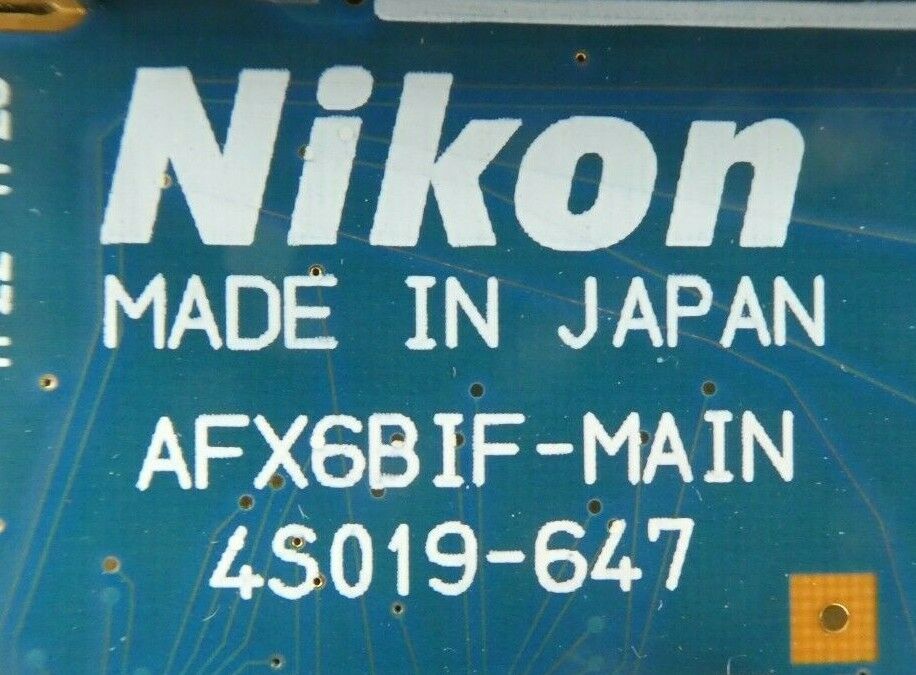 Nikon
MADE IN JAPAN
AFX6BIF-MAIN
4S019-647